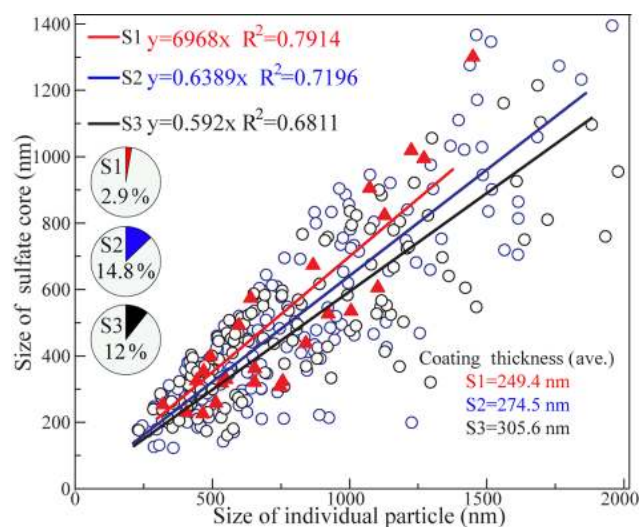 1400
1200
1000
800
600
400
200
0
Size of sulfate core (nm)
S1 y=6968x R²=0.7914
S2 y=0.6389x R²=0.7196
S3 y=0.592x R²=0.6811
S1
2.9%
S2
14.8%
S3
12%
Coating thickness (ave.)
S1=249.4 nm
S2=274.5 nm
S3=305.6 nm
0 500 1000 1500 2000
Size of individual particle (nm)